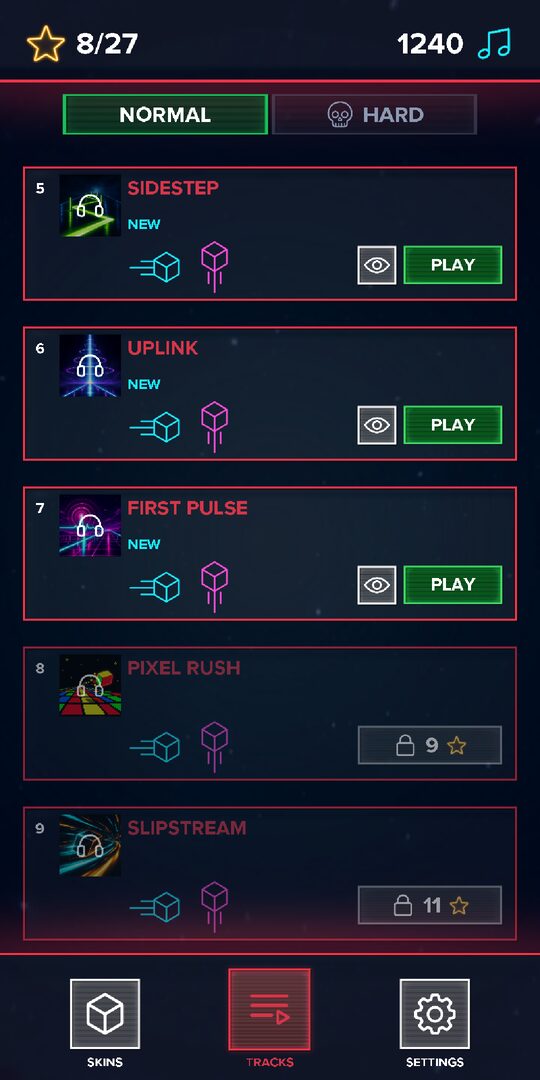 8/27
1240
NORMAL
HARD
5
SIDESTEP
NEW
PLAY
6
UPLINK
NEW
PLAY
7
FIRST PULSE
NEW
PLAY
8
PIXEL RUSH
9
9
SLIPSTREAM
11
SKINS
TRACKS
SETTINGS